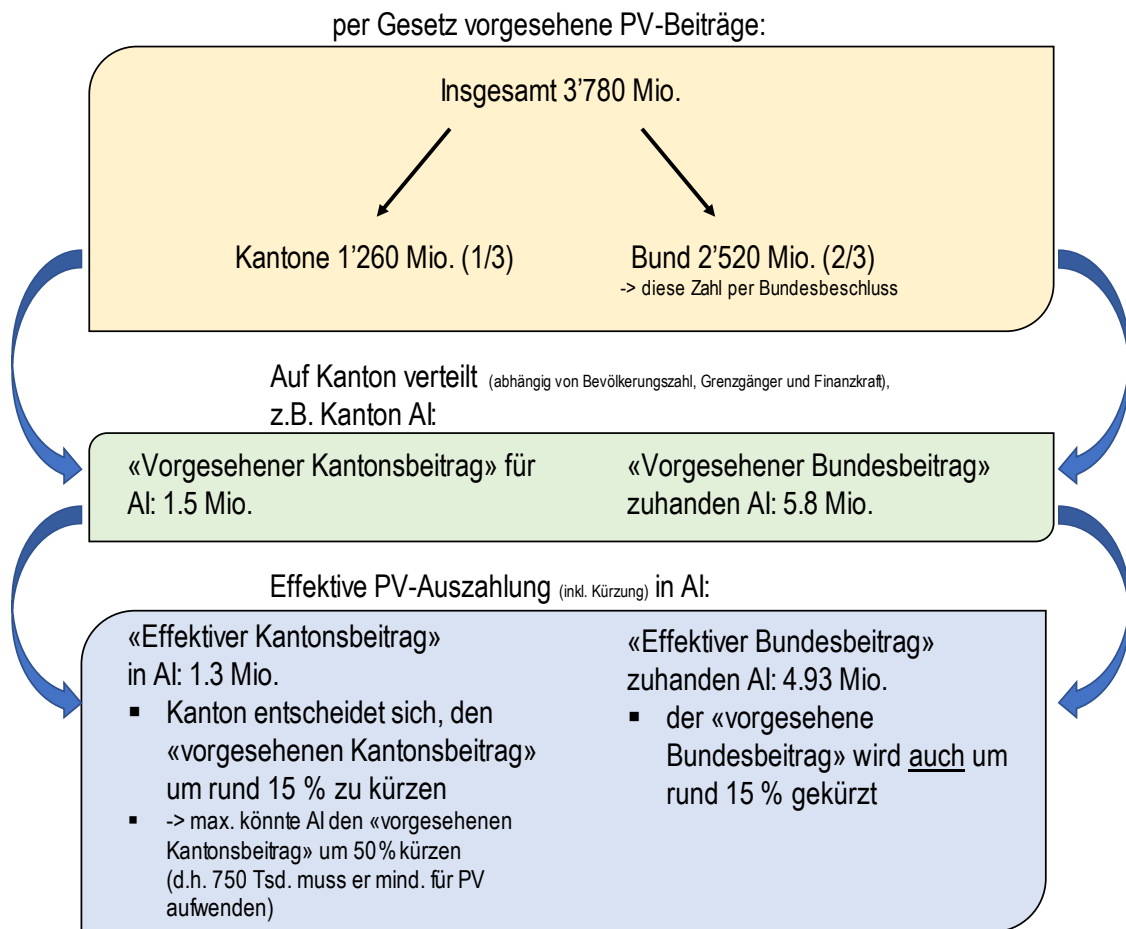 per Gesetz vorgesehene PV-Beiträge:
Insgesamt 3’780 Mio.
Kantone 1’260 Mio. (1/3)
Bund 2’520 Mio. (2/3)
-> diese Zahl per Bundesbeschluss
Auf Kanton verteilt (abhängig von Bevölkerungszahl, Grenzgänger und Finanzkraft),
z.B. Kanton AI:
«Vorgesehener Kantonsbeitrag» für
AI: 1.5 Mio.
«Vorgesehener Bundesbeitrag»
zuhanden AI: 5.8 Mio.
Effektive PV-Auszahlung (inkl. Kürzung) in AI:
«Effektiver Kantonsbeitrag»
in AI: 1.3 Mio.
▪ Kanton entscheidet sich, den
«vorgesehenen Kantonsbeitrag»
um rund 15 % zu kürzen
▪ -> max. könnte AI den «vorgesehenen
Kantonsbeitrag» um 50% kürzen
(d.h. 750 Tsd. muss er mind. für PV
aufwenden)
«Effektiver Bundesbeitrag»
zuhanden AI: 4.93 Mio.
▪ der «vorgesehene
Bundesbeitrag» wird auch um
rund 15 % gekürzt